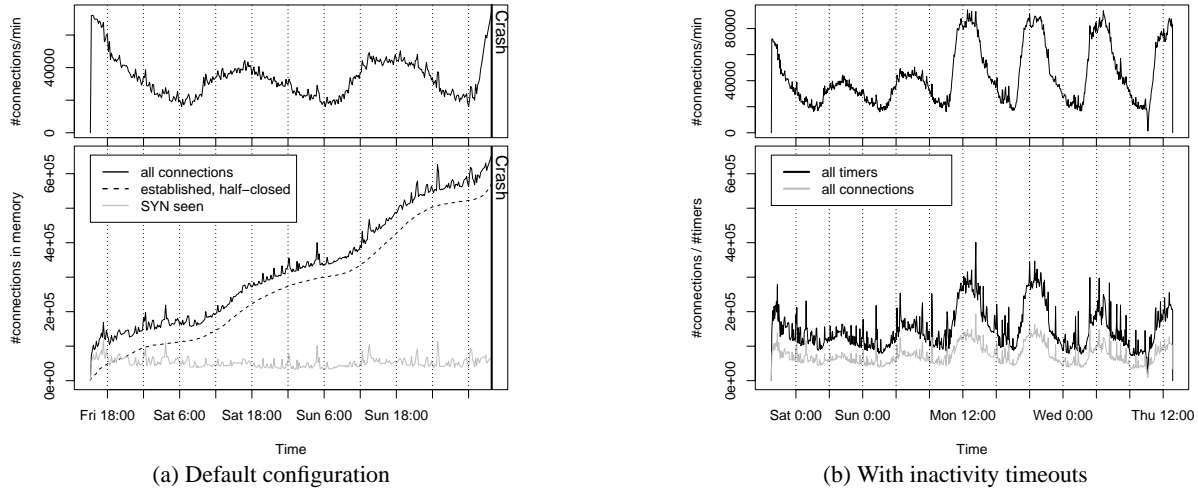 #connections/min
0
40000
Crash
#connections in memory
0e+00
2e+05
4e+05
6e+05
all connections
established, half−closed
SYN seen
Crash
Fri 18:00
Sat 6:00
Sat 18:00
Sun 6:00
Sun 18:00
Time
(a) Default configuration
#connections/min
0
40000
80000
#connections / #timers
0e+00
2e+05
4e+05
6e+05
all timers
all connections
Sat 0:00
Sun 0:00
Mon 12:00
Wed 0:00
Thu 12:00
Time
(b) With inactivity timeouts